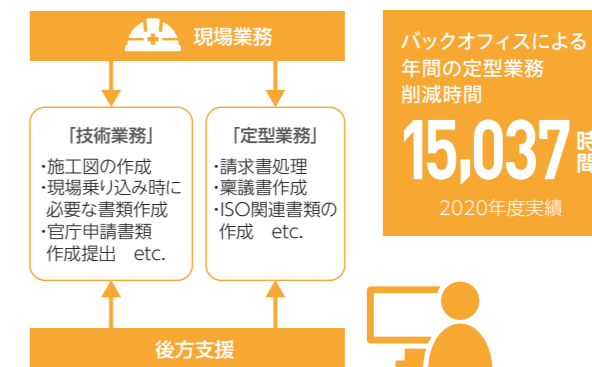 現場業務
「技術業務」
・施工図の作成
・現場乗り込み時に
必要な書類作成
・官庁申請書類
作成提出　etc.
「定型業務」
・請求書処理
・稟議書作成
・ISO関連書類の
作成　etc.
後方支援
バックオフィスによる
年間の定型業務
削減時間
15,037時間
2020年度実績